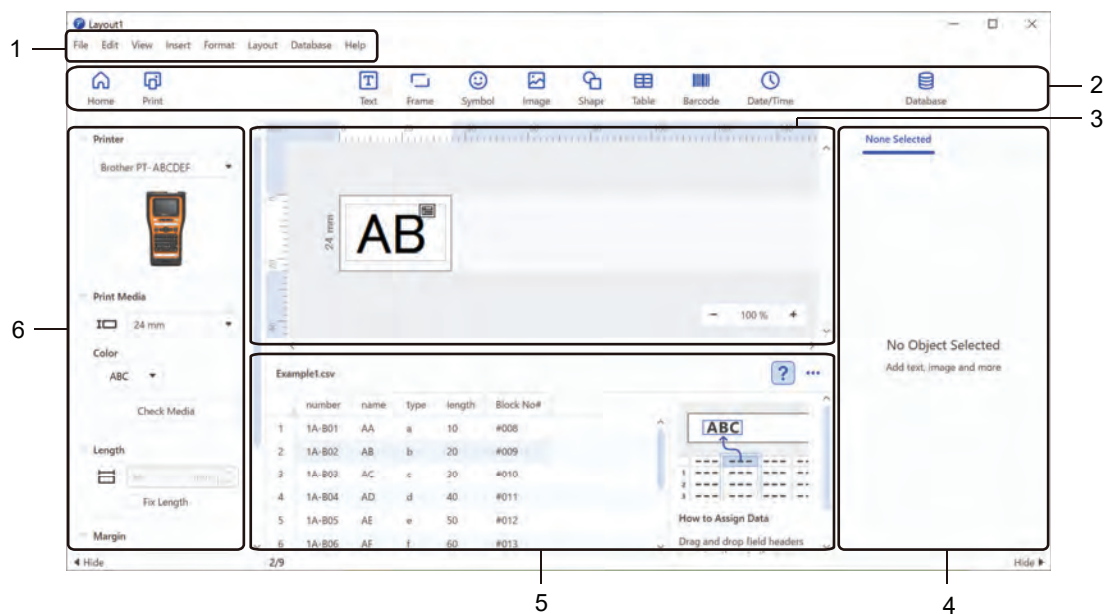 Layout1
1
File Edit View Insert Format Layout Database Help
2
Home Print Text Frame Symbol Image Shape Table Barcode Date/Time Database
3
Printer
Brother PT-ABCDEF
None Selected
24 mm
AB
Print Media
6
24 mm
- 100 % +
Color
ABC
No Object Selected
Add text, image and more
Check Media
Example1.csv
? •••
number name type length Block No#
1 1A-B01 AA a 10 #008
2 1A-B02 AB b 20 #009
3 1A-B03 AC c 30 #010
4 1A-B04 AD d 40 #011
5 1A-B05 AE e 50 #012
6 1A-B06 AF f 60 #013
ABC
1
2
3
How to Assign Data
Drag and drop field headers
Length
Fix Length
Margin
Hide
2/9
Hide
5
4